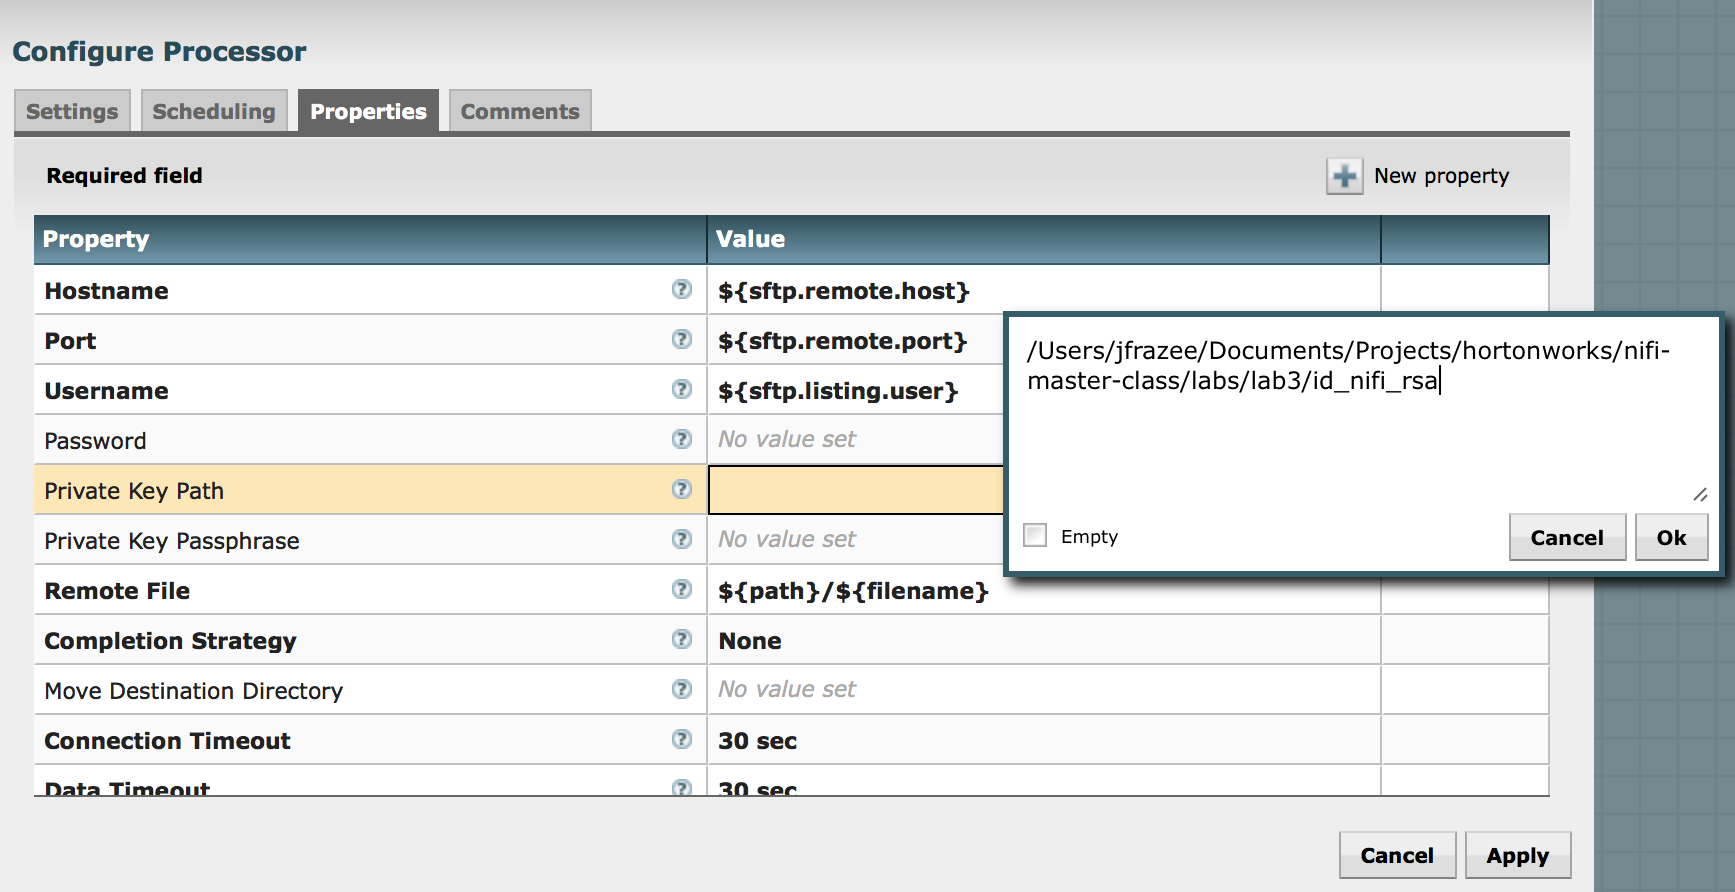 Configure Processor
Settings Scheduling Properties Comments
Required field
New property
Property Value
Hostname ? ${sftp.remote.host}
Port ? ${sftp.remote.port}
Username ? ${sftp.listing.user}
Password ? No value set
Private Key Path ?
Private Key Passphrase ? No value set
Remote File ? ${path}/${filename}
Completion Strategy ? None
Move Destination Directory ? No value set
Connection Timeout ? 30 sec
Data Timeout ? 30 sec
/Users/jfrazee/Documents/Projects/hortonworks/nifi-
master-class/labs/lab3/id_nifi_rsa
Empty
Cancel Ok
Cancel Apply